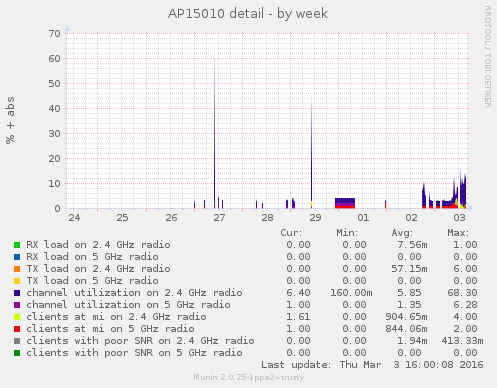 AP15010 detail - by week
RRDTOOL / TOBI OETIKER
% + abs
70
60
50
40
30
20
10
0
24 25 26 27 28 29 01 02 03
Cur: Min: Avg: Max:
RX load on 2.4 GHz radio 0.00 0.00 7.56m 1.00
RX load on 5 GHz radio 0.00 0.00 0.00 0.00
TX load on 2.4 GHz radio 0.00 0.00 57.15m 6.00
TX load on 5 GHz radio 0.00 0.00 0.00 0.00
channel utilization on 2.4 GHz radio 6.40 160.00m 5.85 68.30
channel utilization on 5 GHz radio 1.00 0.00 1.35 6.28
clients at mi on 2.4 GHz radio 1.61 0.00 904.65m 4.00
clients at mi on 5 GHz radio 1.00 0.00 844.06m 2.00
clients with poor SNR on 2.4 GHz radio 0.00 0.00 1.94m 413.33m
clients with poor SNR on 5 GHz radio 0.00 0.00 0.00 0.00
Last update: Thu Mar 3 16:00:08 2016
Munin 2.0.25-1ppa2~trusty